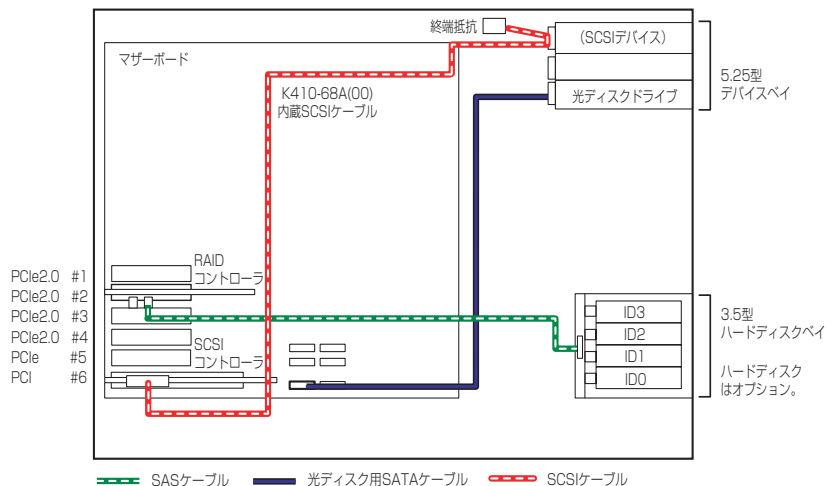 終端抵抗
(SCSIデバイス)
マザーボード
5.25型
デバイスベイ
K410-68A(00)
内蔵SCSIケーブル
光ディスクドライブ
RAID
コントローラ
PCIe2.0 #1
PCIe2.0 #2
PCIe2.0 #3
PCIe2.0 #4
PCIe #5
PCI #6
SCSI
コントローラ
ID3
ID2
ID1
ID0
3.5型
ハードディスクベイ
ハードディスク
はオプション。
SASケーブル
光ディスク用SATAケーブル
SCSIケーブル